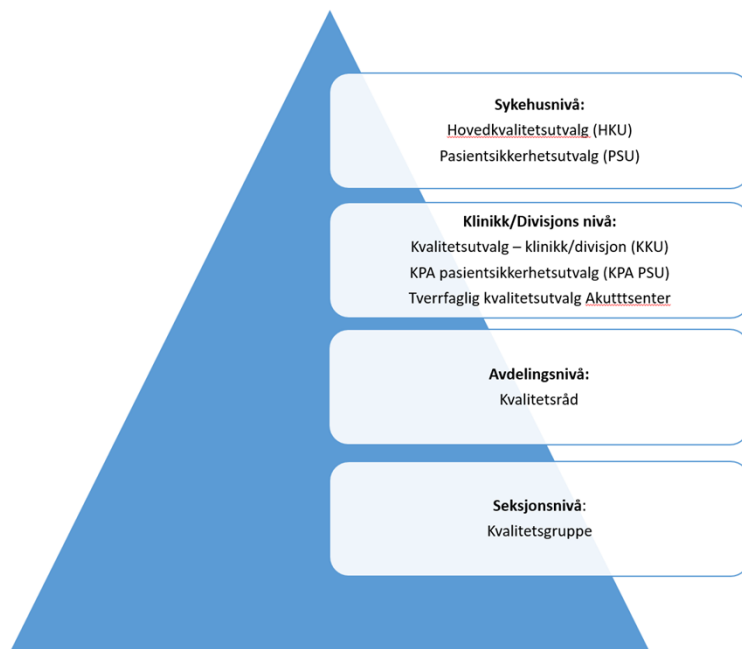 Sykehusnivå:
Hovedkvalitetsutvalg (HKU)
Pasientsikkerhetsutvalg (PSU)
Klinikk/Divisjons nivå:
Kvalitetsutvalg – klinikk/divisjon (KKU)
KPA pasientsikkerhetsutvalg (KPA PSU)
Tverrfaglig kvalitetsutvalg Akutttsenter
Avdelingsnivå:
Kvalitetsråd
Seksjonsnivå:
Kvalitetsgruppe